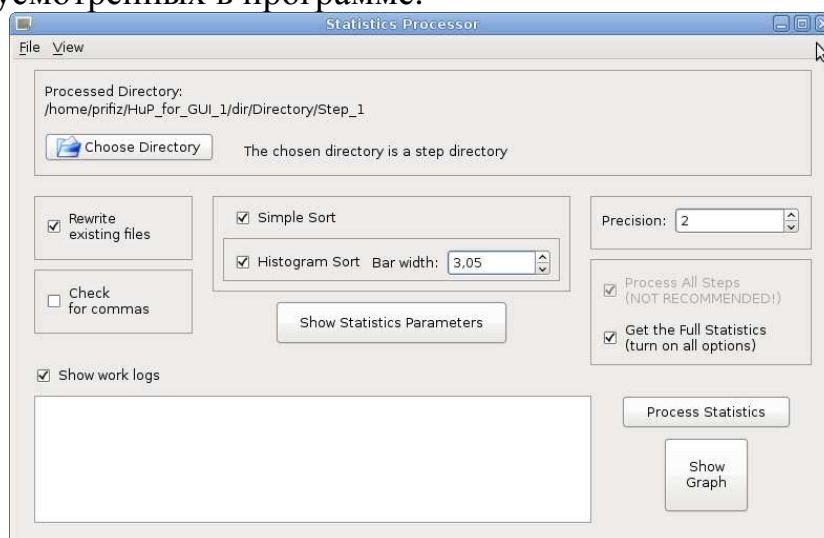 усмотренных в программе.
Statistics Processor
File View
Processed Directory:
/home/prifiz/HuP_for_GUI_1/dir/Directory/Step_1
Choose Directory
The chosen directory is a step directory
Rewrite
existing files
Simple Sort
Precision: 2
Histogram Sort Bar width: 3,05
Check
for commas
Process All Steps
(NOT RECOMMENDED!)
Show Statistics Parameters
Get the Full Statistics
(turn on all options)
Show work logs
Process Statistics
Show
Graph